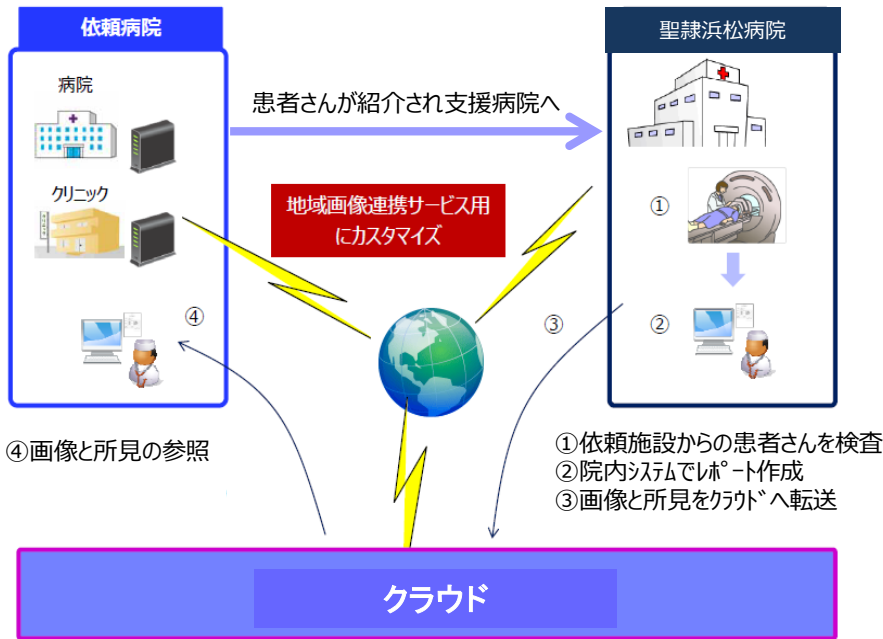 依頼病院
聖隷浜松病院
病院
患者さんが紹介され支援病院へ
クリニック
地域画像連携サービス用
にカスタマイズ
①
④
③
②
④画像と所見の参照
①依頼施設からの患者さんを検査
②院内ｼｽﾃﾑでﾚﾎﾟｰﾄ作成
③画像と所見をｸﾗｳﾄﾞへ転送
クラウド